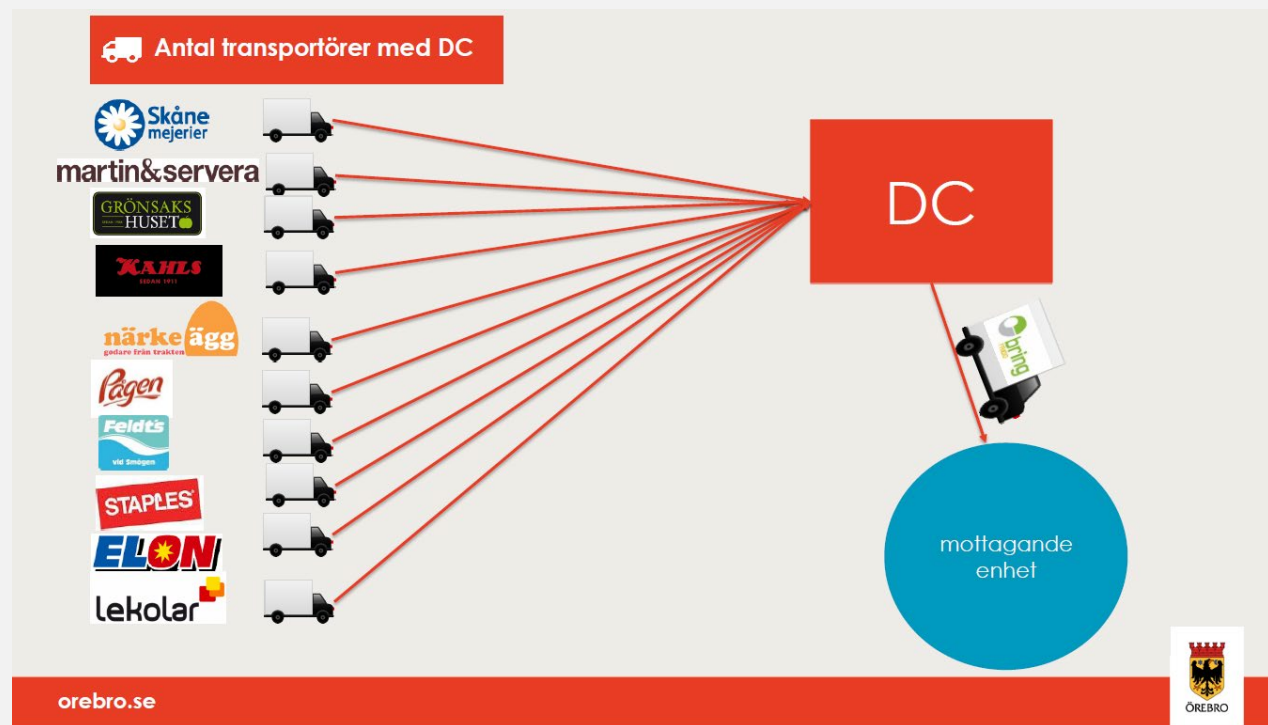 Antal transportörer med DC
Skåne
mejerier
martin&servera
GRÖNSAKS
HUSET
KAHLS
SEDAN 1911
närke ägg
godare från trakten
Pågen
Feldt's
vid Smögen
STAPLES
ELON
lekolar
DC
bring
mottagande
enhet
orebro.se
ÖREBRO